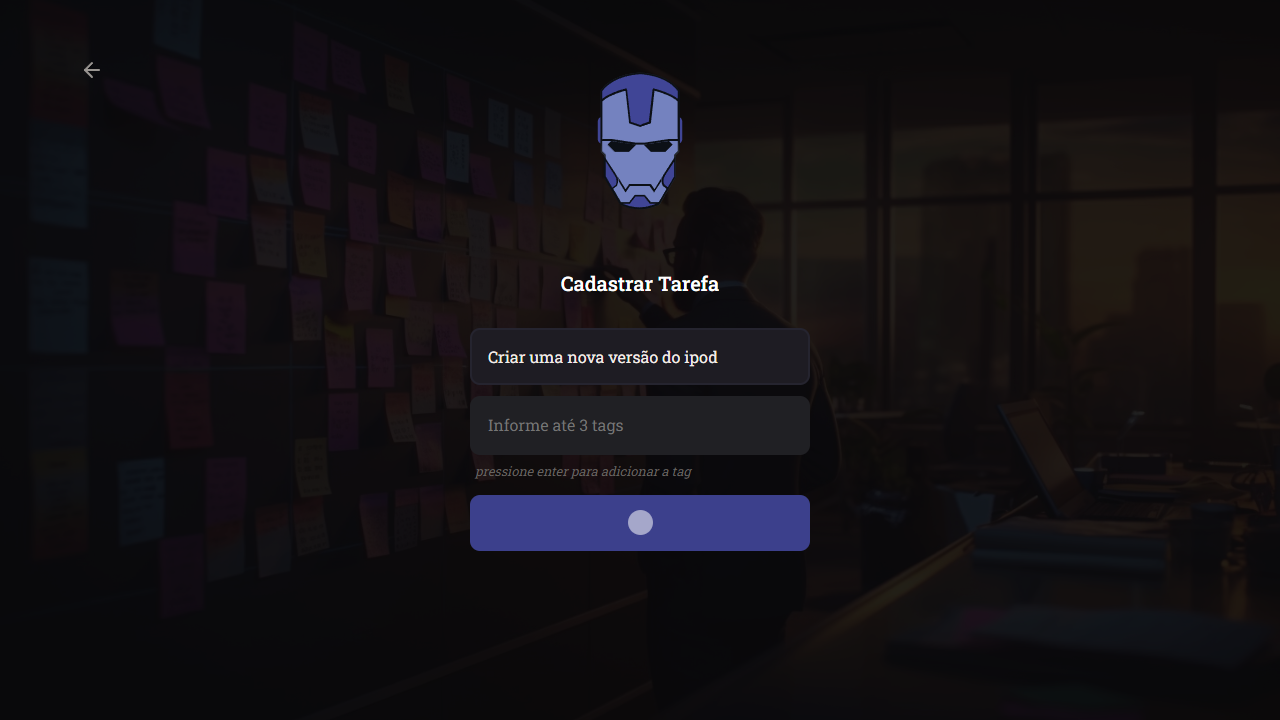 Cadastrar Tarefa
Criar uma nova versão do ipod
Informe até 3 tags
pressione enter para adicionar a tag